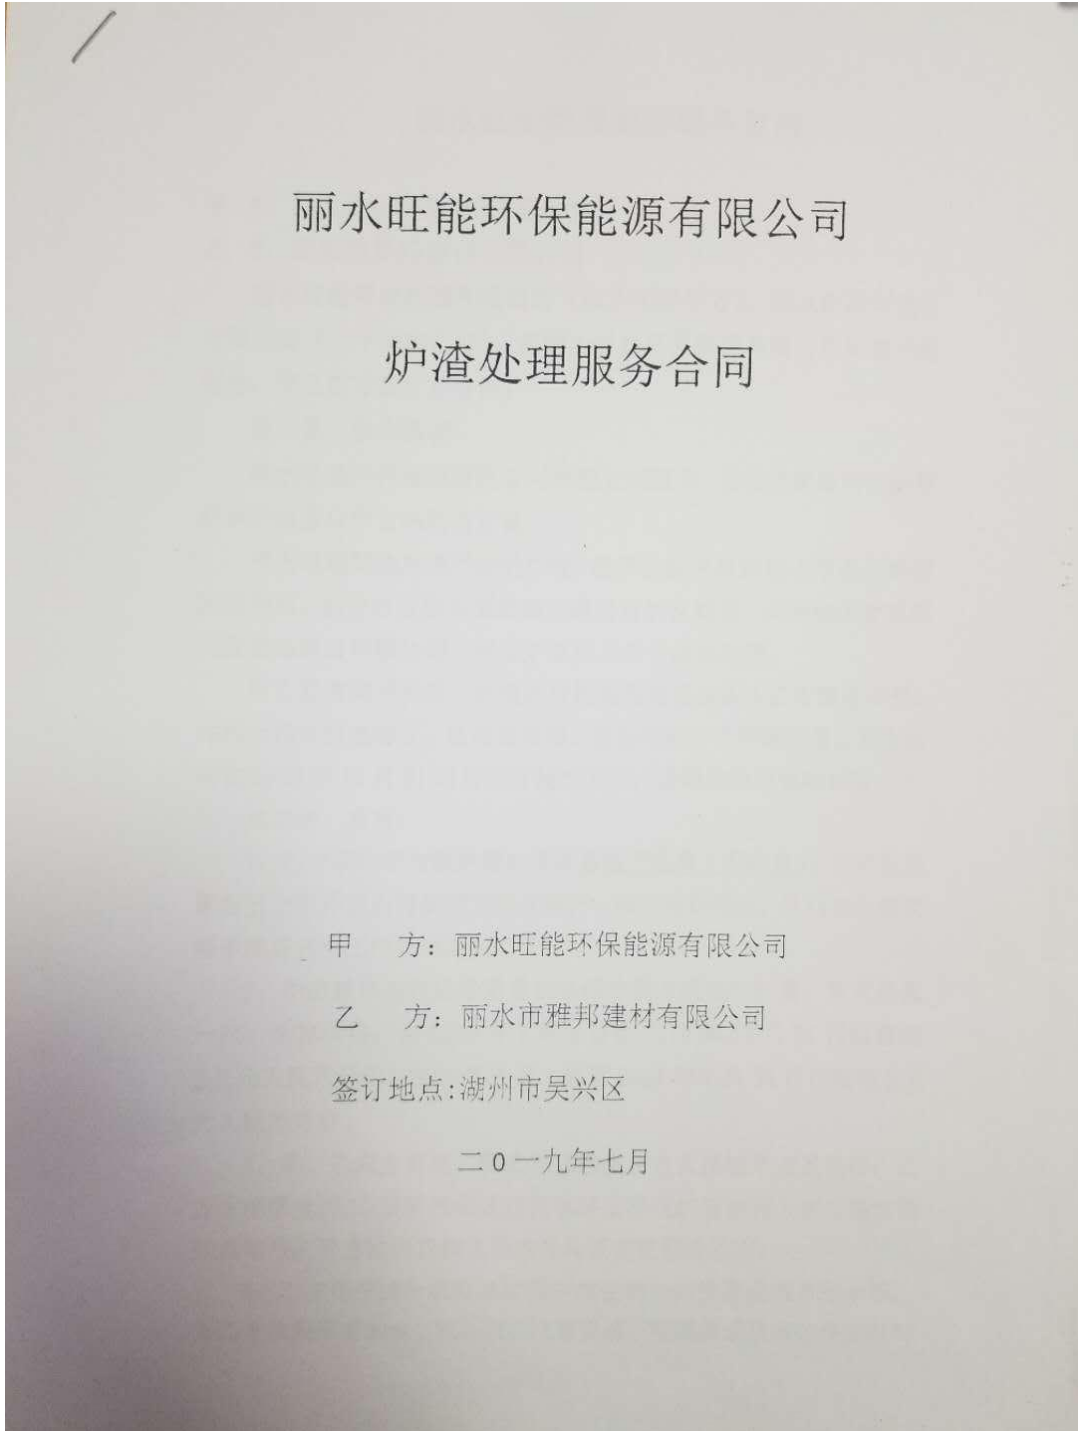 丽水旺能环保能源有限公司
炉渣处理服务合同
甲 方：丽水旺能环保能源有限公司
乙 方：丽水市雅邦建材有限公司
签订地点:湖州市吴兴区
二0一九年七月